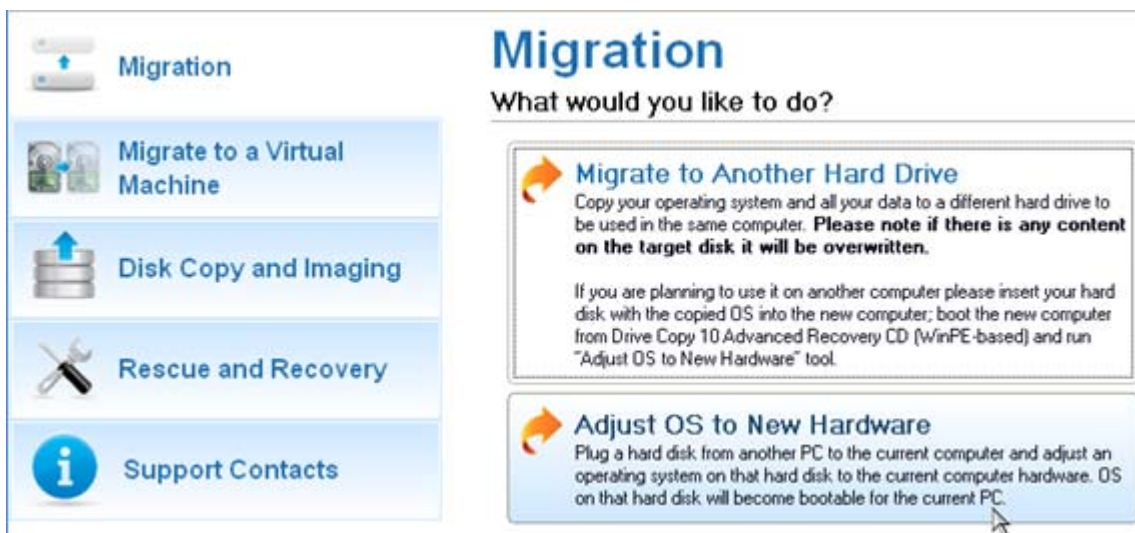 Migration
Migrate to a Virtual
Machine
Disk Copy and Imaging
Rescue and Recovery
Support Contacts
Migration
What would you like to do?
Migrate to Another Hard Drive
Copy your operating system and all your data to a different hard drive to
be used in the same computer. Please note if there is any content
on the target disk it will be overwritten.
If you are planning to use it on another computer please insert your hard
disk with the copied OS into the new computer; boot the new computer
from Drive Copy 10 Advanced Recovery CD (WinPE-based) and run
"Adjust OS to New Hardware" tool.
Adjust OS to New Hardware
Plug a hard disk from another PC to the current computer and adjust an
operating system on that hard disk to the current computer hardware. OS
on that hard disk will become bootable for the current PC.